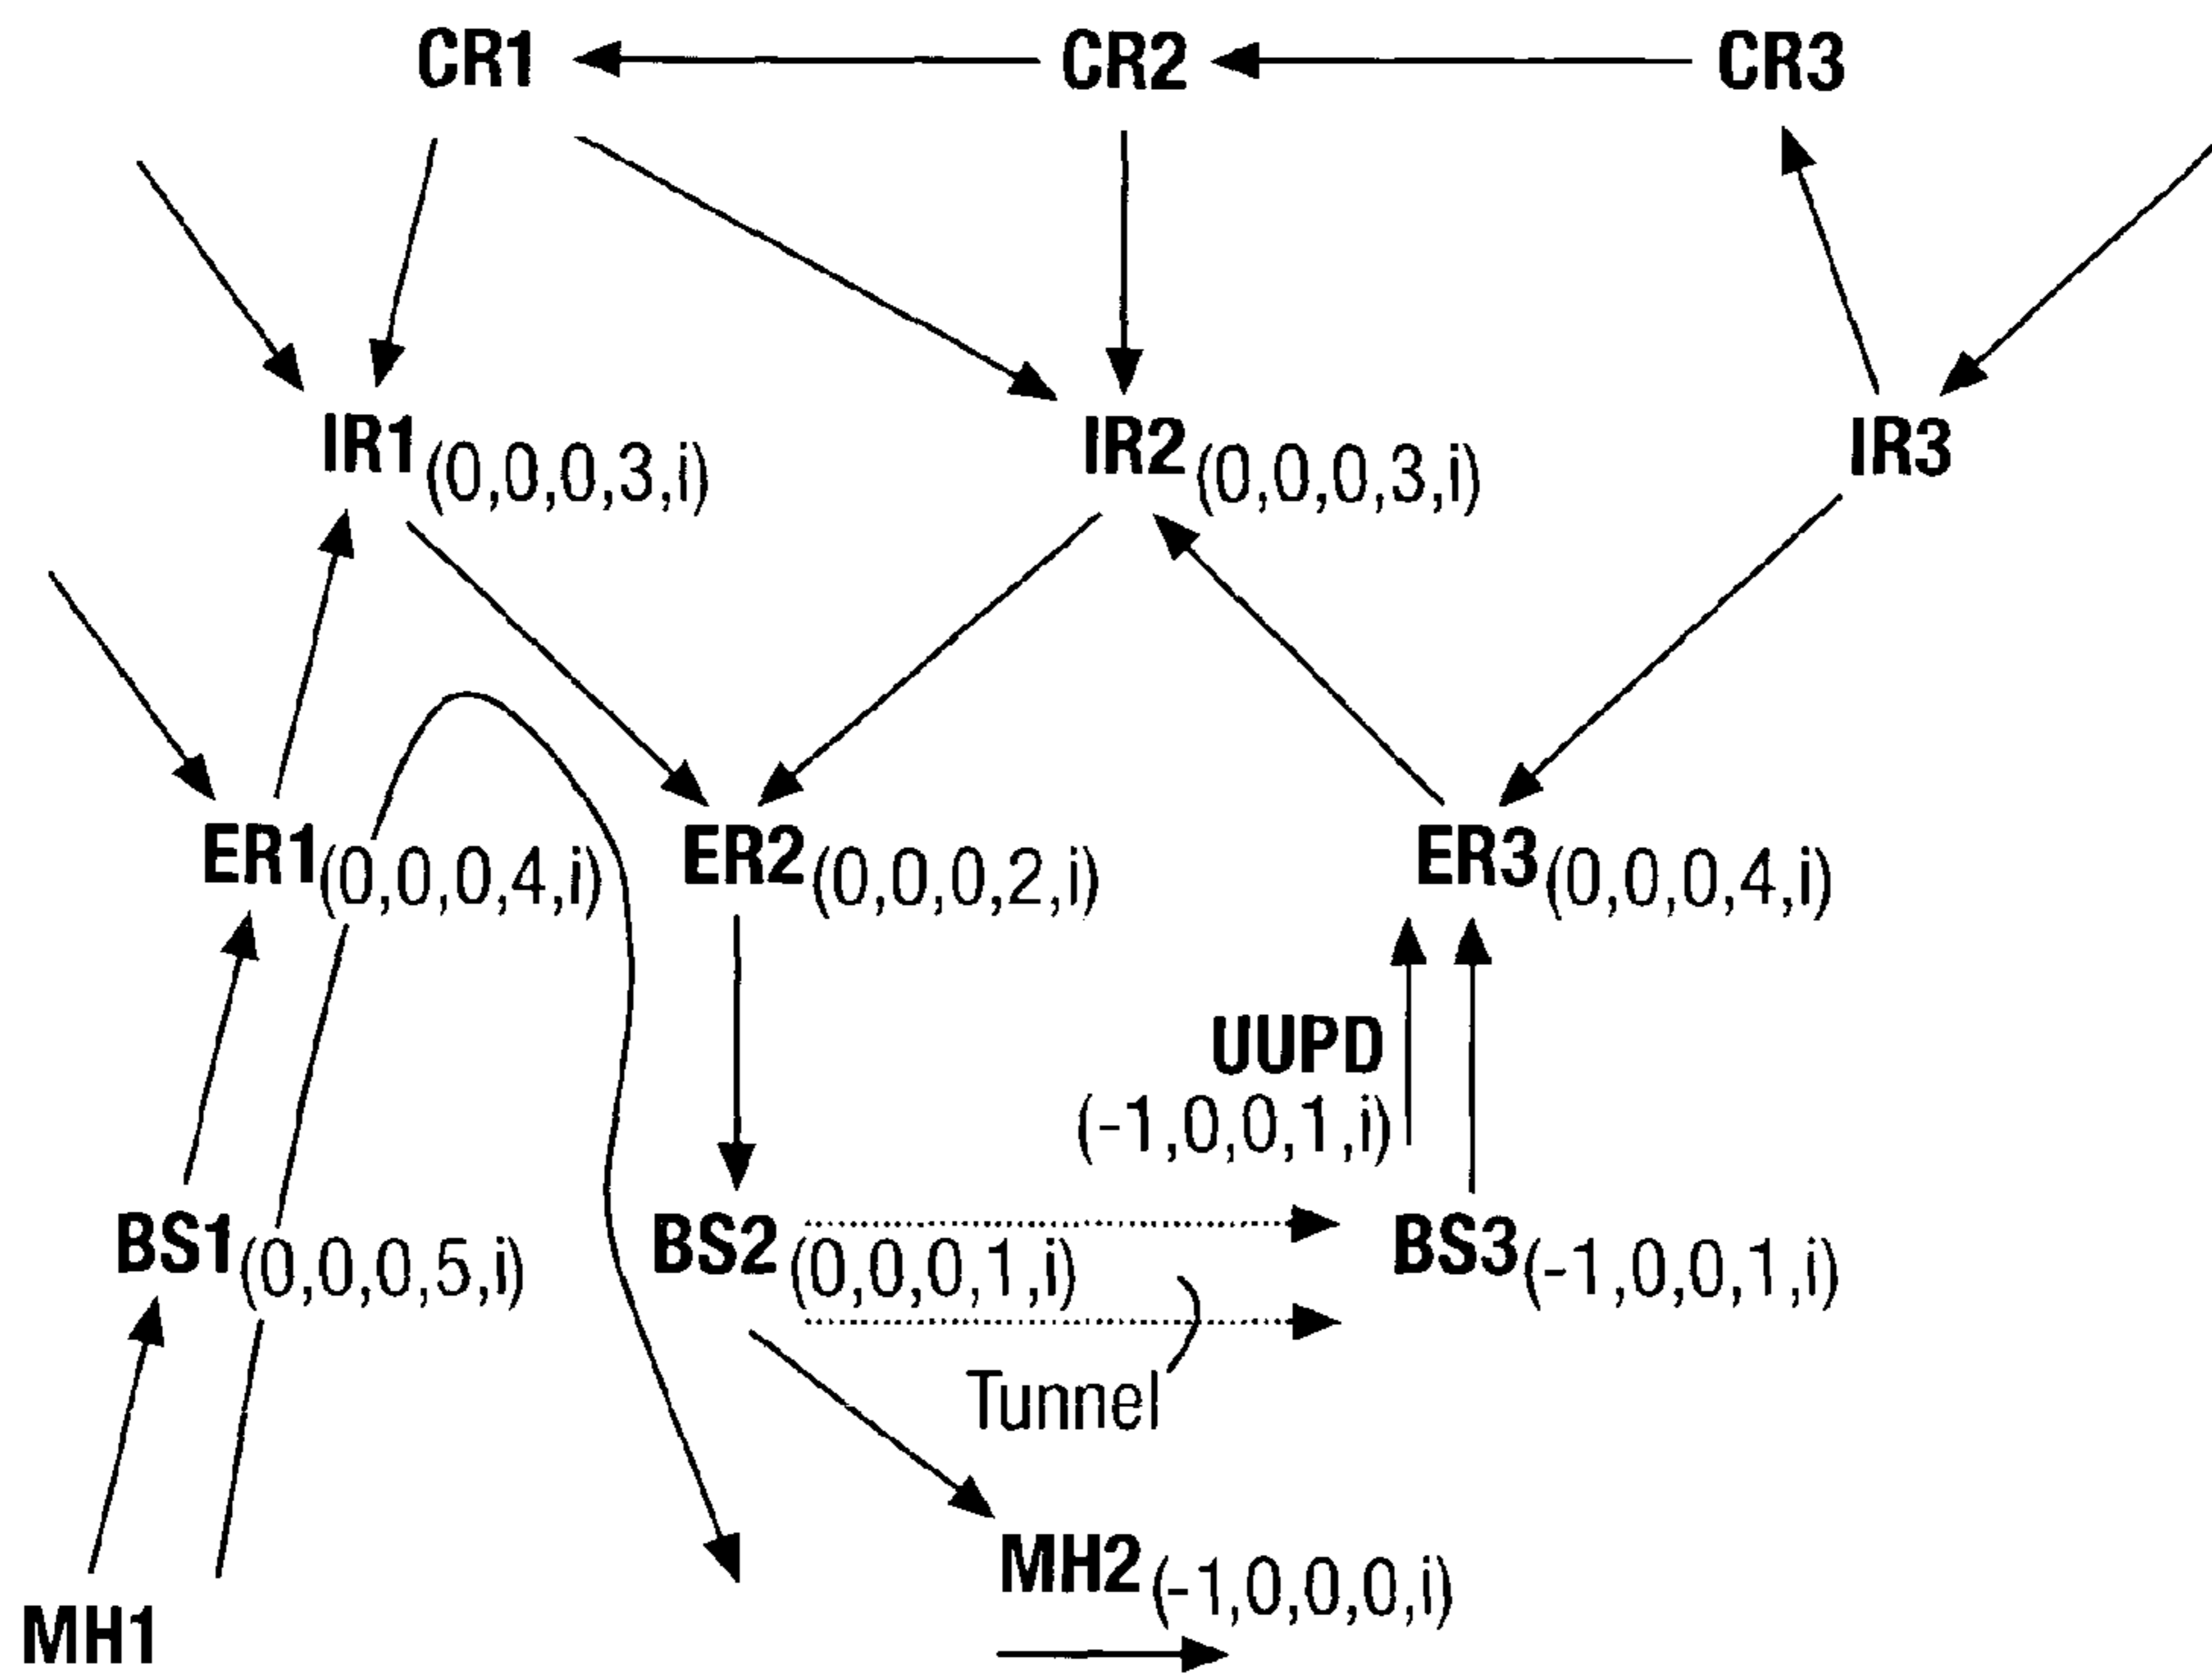 CR1 CR2 CR3
IR1(0,0,0,3,i) IR2(0,0,0,3,i) IR3
ER1(0,0,0,4,i) ER2(0,0,0,2,i) ER3(0,0,0,4,i)
UUPD
(-1,0,0,1,i)
BS1(0,0,0,5,i) BS2(0,0,0,1,i) BS3(-1,0,0,1,i)
Tunnel
MH2(-1,0,0,0,i)
MH1